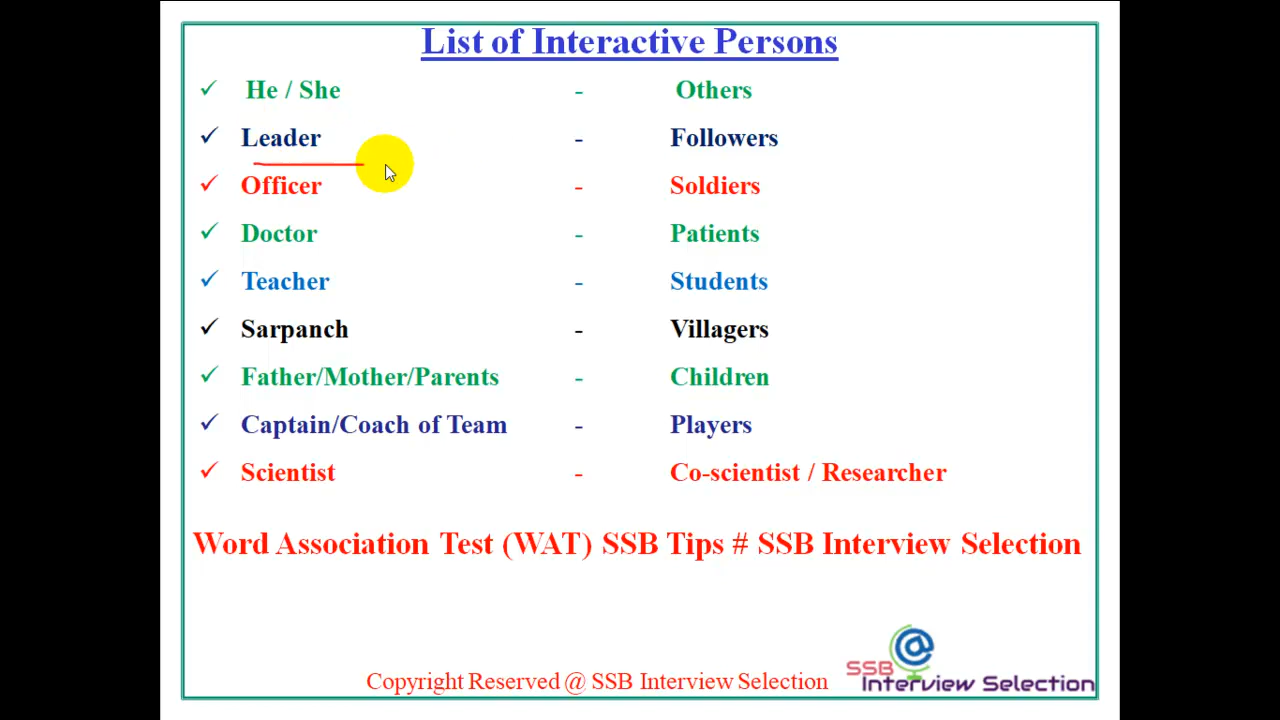 List of Interactive Persons
He / She - Others
Leader - Followers
Officer - Soldiers
Doctor - Patients
Teacher - Students
Sarpanch - Villagers
Father/Mother/Parents - Children
Captain/Coach of Team - Players
Scientist - Co-scientist / Researcher
Word Association Test (WAT) SSB Tips # SSB Interview Selection
Copyright Reserved @ SSB Interview Selection
SSB
Interview Selection